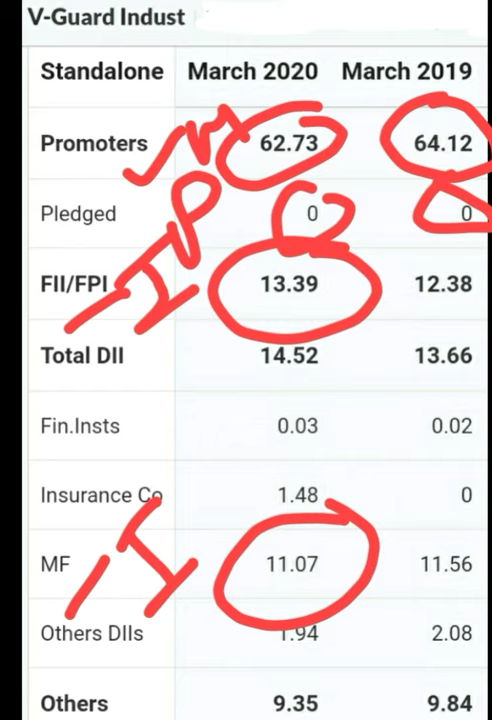 V-Guard Indust
Standalone March 2020 March 2019
Promoters 62.73 64.12
Pledged 0 0
FII/FPI 13.39 12.38
Total DII 14.52 13.66
Fin.Insts 0.03 0.02
Insurance Co 1.48 0
MF 11.07 11.56
Others DIIs 1.94 2.08
Others 9.35 9.84